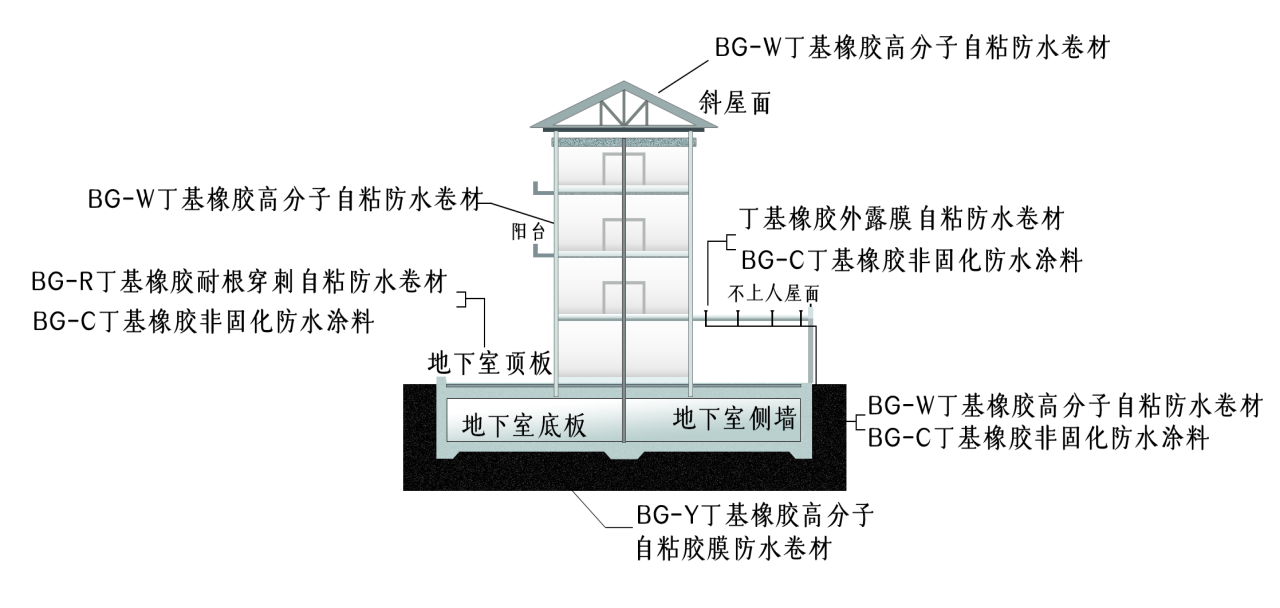 BG-W丁基橡胶高分子自粘防水卷材
斜屋面
BG-W丁基橡胶高分子自粘防水卷材
阳台
丁基橡胶外露膜自粘防水卷材
BG-C丁基橡胶非固化防水涂料
不上人屋面
BG-R丁基橡胶耐根穿刺自粘防水卷材
BG-C丁基橡胶非固化防水涂料
地下室顶板
地下室底板
地下室侧墙
BG-W丁基橡胶高分子自粘防水卷材
BG-C丁基橡胶非固化防水涂料
BG-Y丁基橡胶高分子
自粘胶膜防水卷材